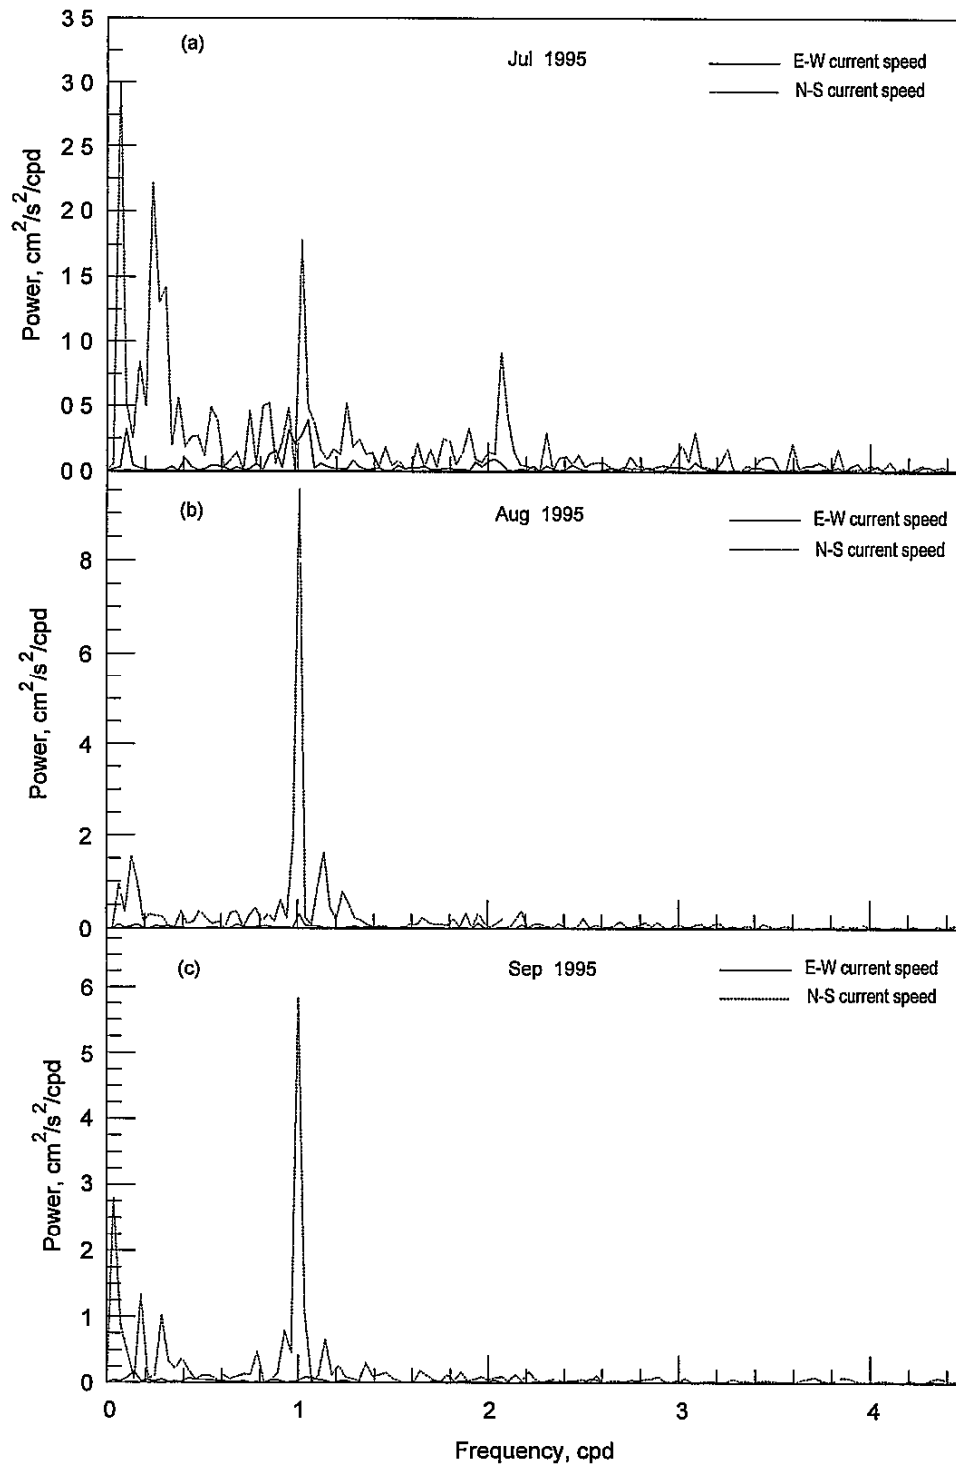 3 5
(a)
Jul 1995
E-W current speed
N-S current speed
3 0
2 5
2 0
1 5
1 0
0 5
0 0
Power, cm²/s²/cpd
(b)
Aug 1995
E-W current speed
N-S current speed
8
6
4
2
0
Power, cm²/s²/cpd
(c)
Sep 1995
E-W current speed
N-S current speed
6
5
4
3
2
1
0
Power, cm²/s²/cpd
0 1 2 3 4
Frequency, cpd